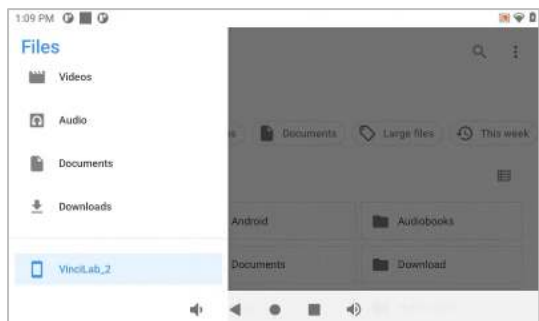 1:09 PM
Files
Videos
Audio
Documents
Downloads
VinciLab_2
Documents
Large files
This week
Android
Audiobooks
Documents
Download